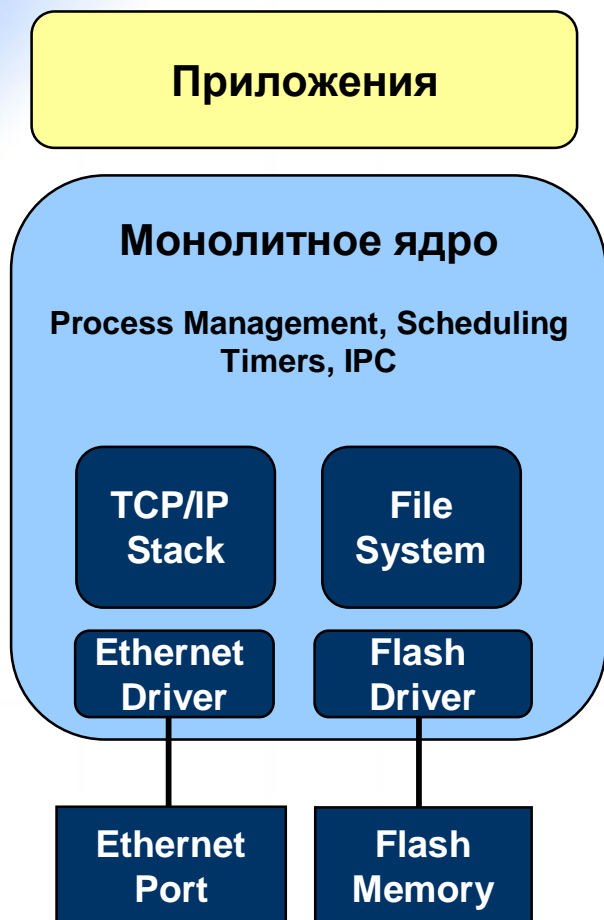 Приложения
Монолитное ядро
Process Management, Scheduling
Timers, IPC
TCP/IP
Stack
File
System
Ethernet
Driver
Flash
Driver
Ethernet
Port
Flash
Memory